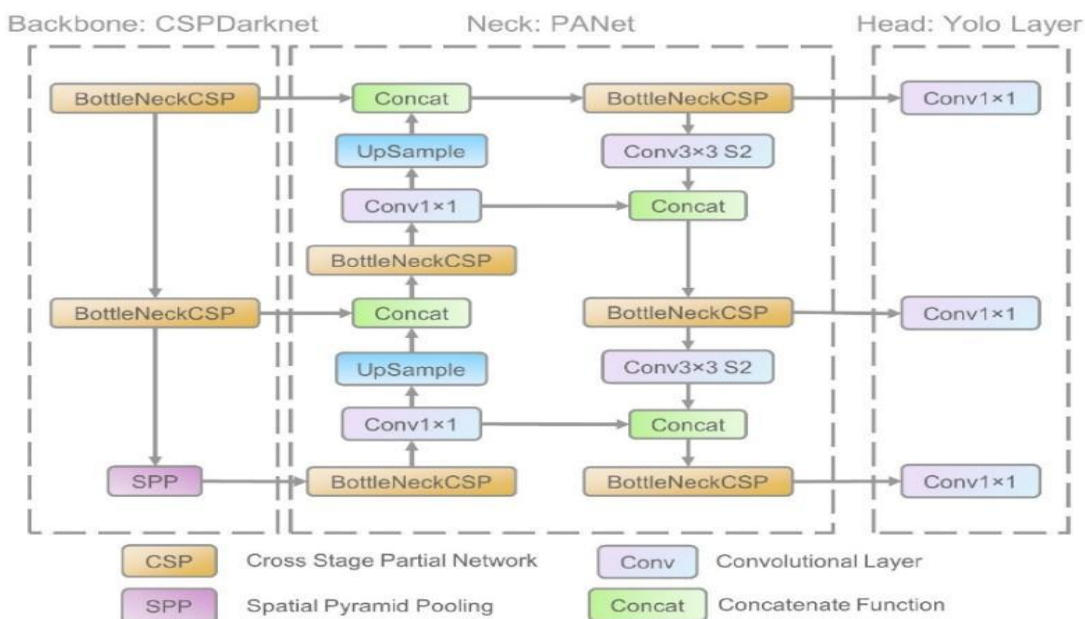 Backbone: CSPDarknet Neck: PANet Head: Yolo Layer
BottleNeckCSP Concat BottleNeckCSP Conv1×1
UpSample Conv3×3 S2
Conv1×1 Concat
BottleNeckCSP
BottleNeckCSP Concat BottleNeckCSP Conv1×1
UpSample Conv3×3 S2
Conv1×1 Concat
SPP BottleNeckCSP BottleNeckCSP Conv1×1
CSP Cross Stage Partial Network Conv Convolutional Layer
SPP Spatial Pyramid Pooling Concat Concatenate Function